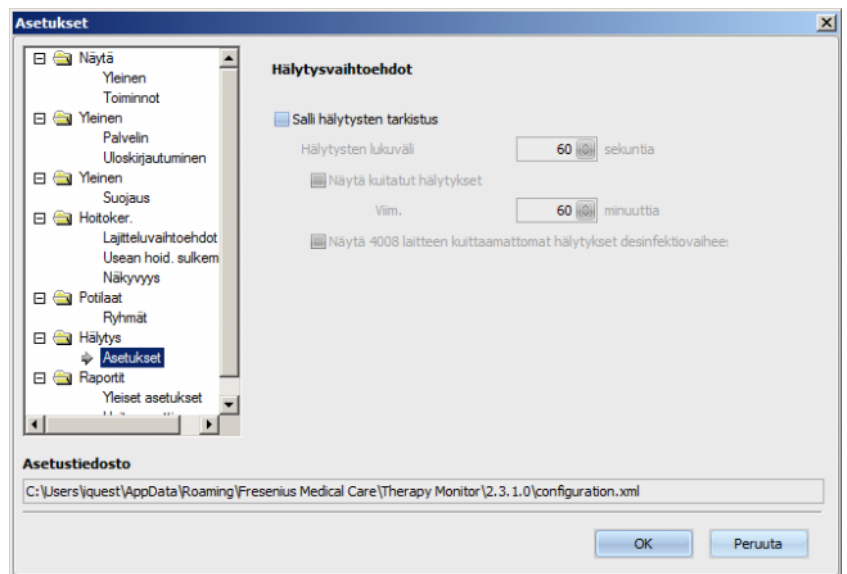 Asetukset
Näytä
Yleinen
Toiminnot
Yleinen
Palvelin
Uloskirjautuminen
Yleinen
Suojaus
Hoitoker.
Lajitteluvaihtoehdot
Usean hoid. sulkem
Näkyvyys
Potilaat
Ryhmät
Hälytys
Asetukset
Raportit
Yleiset asetukset
Hälytysvaihtoehdot
Salli hälytysten tarkistus
Hälytysten lukuväli 60 sekuntia
Näytä kuitatut hälytykset
Viim. 60 minuuttia
Näytä 4008 laitteen kuittaamattomat hälytykset desinfektiovaihees
Asetustiedosto
C:\Users\iquest\AppData\Roaming\Fresenius Medical Care\Therapy Monitor\2.3.1.0\configuration.xml
OK Peruuta